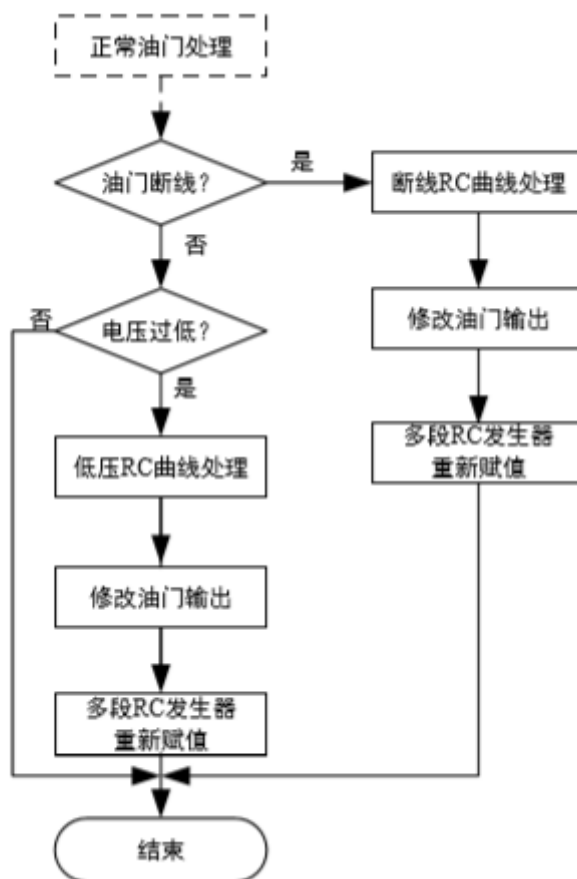 正常油门处理
油门断线？
是
断线RC曲线处理
否
修改油门输出
否
电压过低？
是
多段RC发生器
重新赋值
低压RC曲线处理
修改油门输出
多段RC发生器
重新赋值
结束